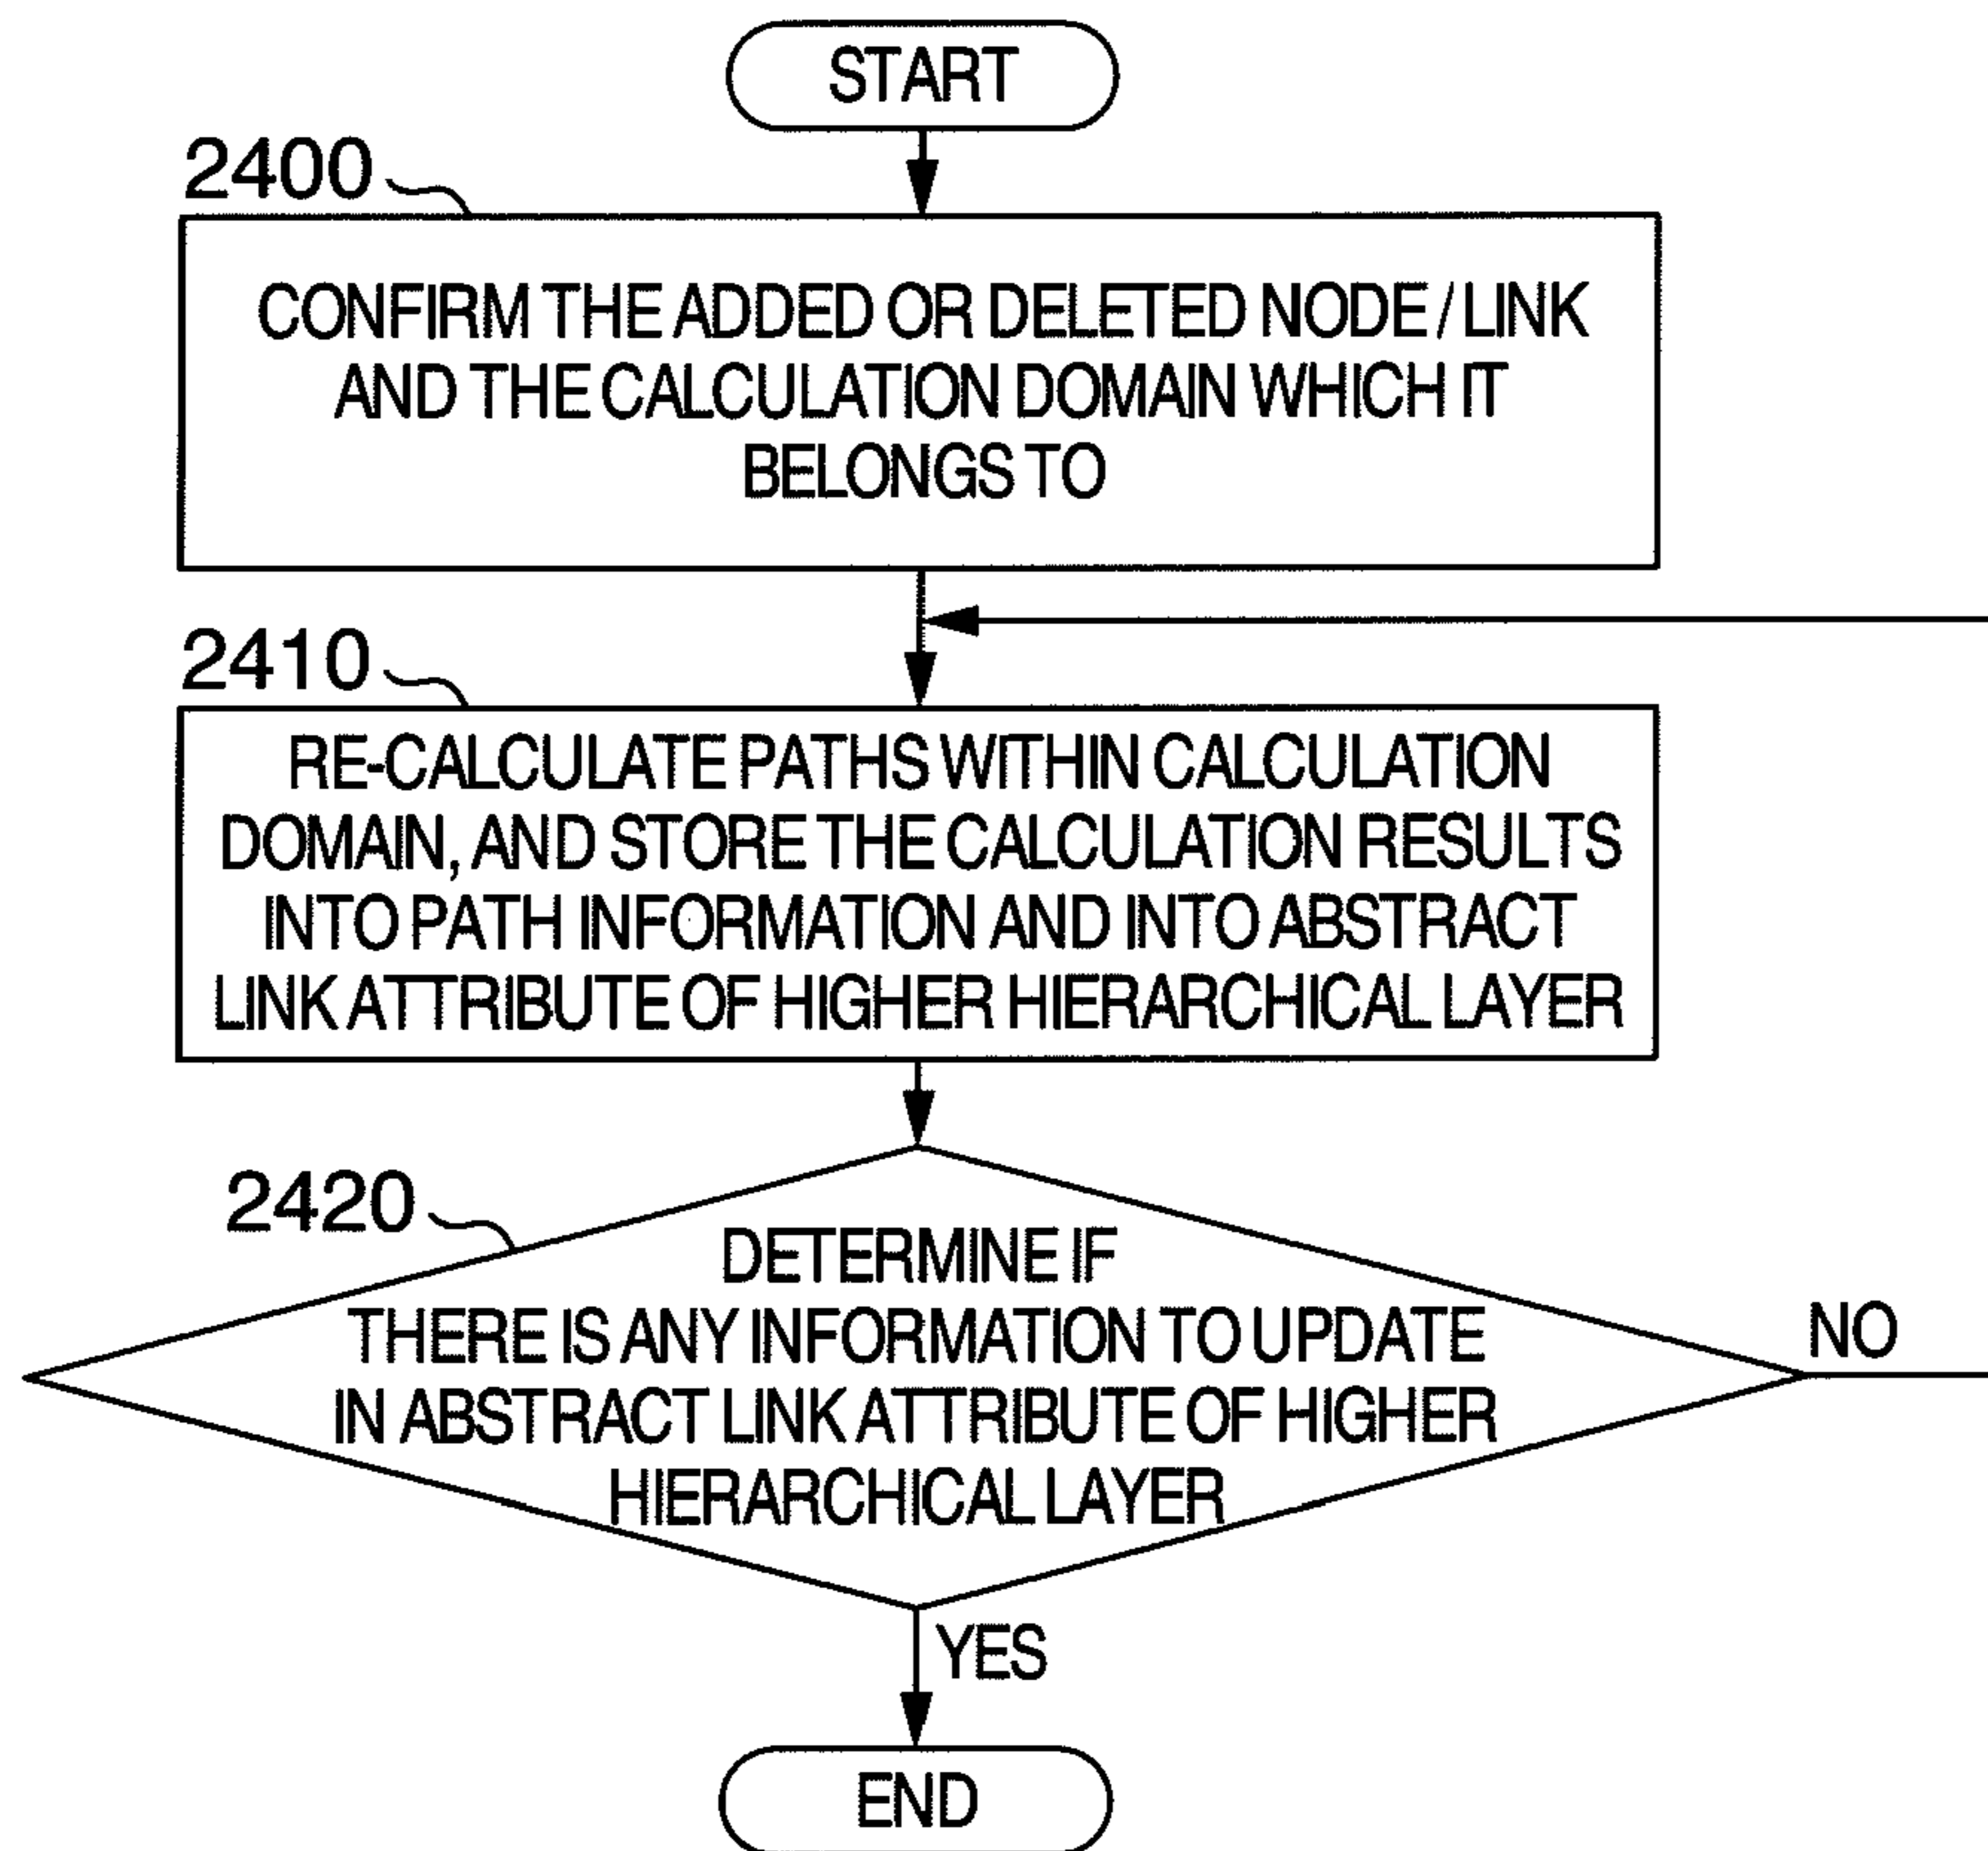 START
2400
CONFIRM THE ADDED OR DELETED NODE / LINK
AND THE CALCULATION DOMAIN WHICH IT
BELONGS TO
2410
RE-CALCULATE PATHS WITHIN CALCULATION
DOMAIN, AND STORE THE CALCULATION RESULTS
INTO PATH INFORMATION AND INTO ABSTRACT
LINK ATTRIBUTE OF HIGHER HIERARCHICAL LAYER
2420
DETERMINE IF
THERE IS ANY INFORMATION TO UPDATE
IN ABSTRACT LINK ATTRIBUTE OF HIGHER
HIERARCHICAL LAYER
NO
YES
END